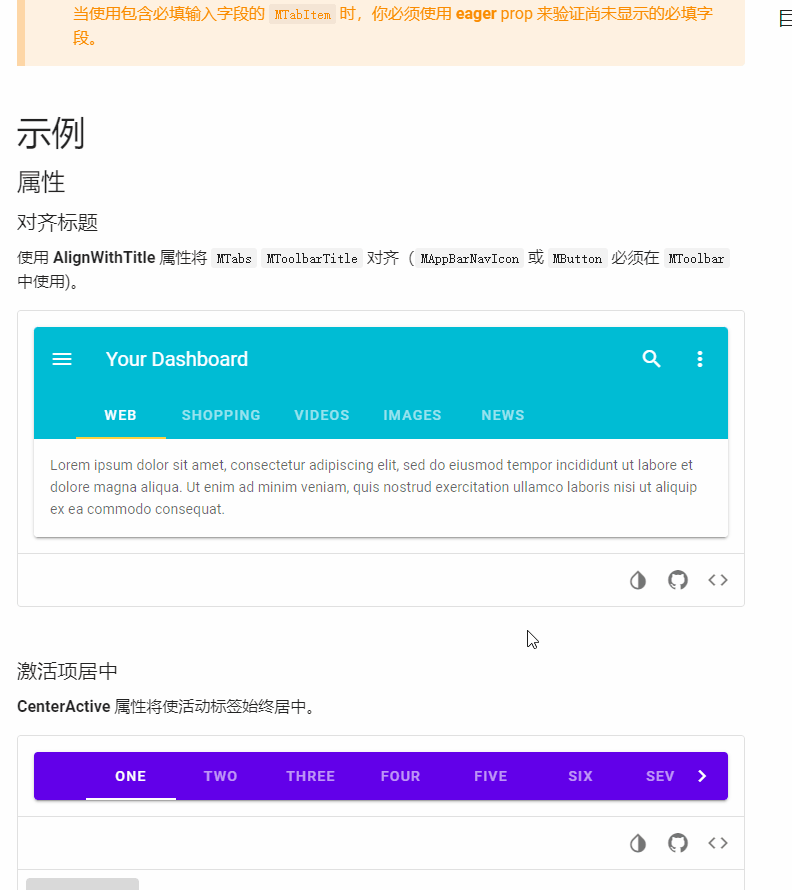 当使用包含必填输入字段的 MTabItem 时，你必须使用 eager prop 来验证尚未显示的必填字
段。
示例
属性
对齐标题
使用 AlignWithTitle 属性将 MTabs MToolbarTitle 对齐（ MAppBarNavIcon 或 MButton 必须在 MToolbar
中使用)。
Your Dashboard
WEB SHOPPING VIDEOS IMAGES NEWS
Lorem ipsum dolor sit amet, consectetur adipiscing elit, sed do eiusmod tempor incididunt ut labore et
dolore magna aliqua. Ut enim ad minim veniam, quis nostrud exercitation ullamco laboris nisi ut aliquip
ex ea commodo consequat.
激活项居中
CenterActive 属性将使活动标签始终居中。
ONE TWO THREE FOUR FIVE SIX SEV